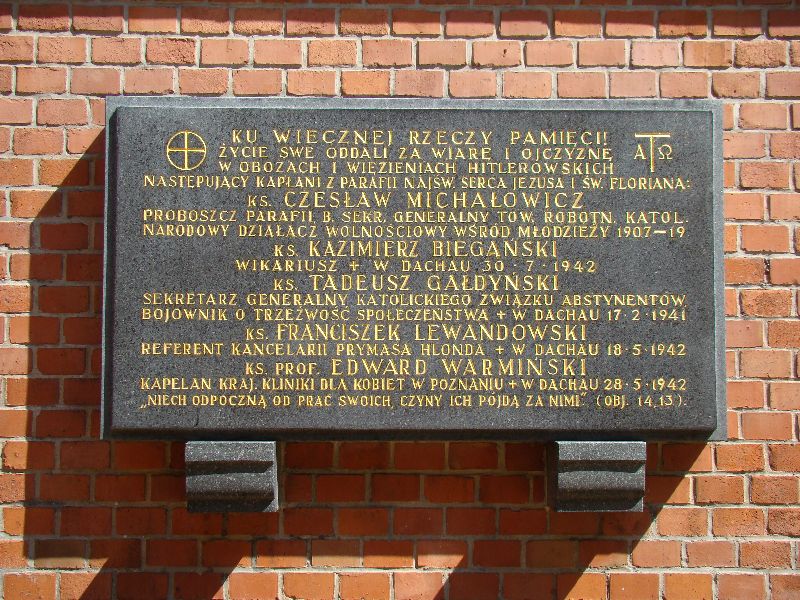 KU WIECZNEJ RZECZY PAMIĘCI!
ŻYCIE SWE ODDALI ZA WIARĘ I OJCZYZNĘ
A Ω
W OBOZACH I WIĘZIENIACH HITLEROWSKICH
NASTĘPUJĄCY KAPŁANI Z PARAFII NAJŚW. SERCA JEZUSA I ŚW. FLORIANA:
KS. CZESŁAW MICHAŁOWICZ
PROBOSZCZ PARAFII, B. SEKR. GENERALNY TOW. ROBOTN. KATOL.
NARODOWY DZIAŁACZ WOLNOŚCIOWY WŚRÓD MŁODZIEŻY 1907-19
KS. KAZIMIERZ BIEGAŃSKI
WIKARIUSZ + W DACHAU 30·7·1942
KS. TADEUSZ GAŁDYŃSKI
SEKRETARZ GENERALNY KATOLICKIEGO ZWIĄZKU ABSTYNENTÓW,
BOJOWNIK O TRZEŹWOŚĆ SPOŁECZEŃSTWA + W DACHAU 17·2·1941
KS. FRANCISZEK LEWANDOWSKI
REFERENT KANCELARII PRYMASA HLONDA + W DACHAU 18·5·1942
KS. PROF. EDWARD WARMIŃSKI
KAPELAN KRAJ. KLINIKI DLA KOBIET W POZNANIU + W DACHAU 28·5·1942
„NIECH ODPOCZNĄ OD PRAC SWOICH, CZYNY ICH PÓJDĄ ZA NIMI." (OBJ. 14,13).